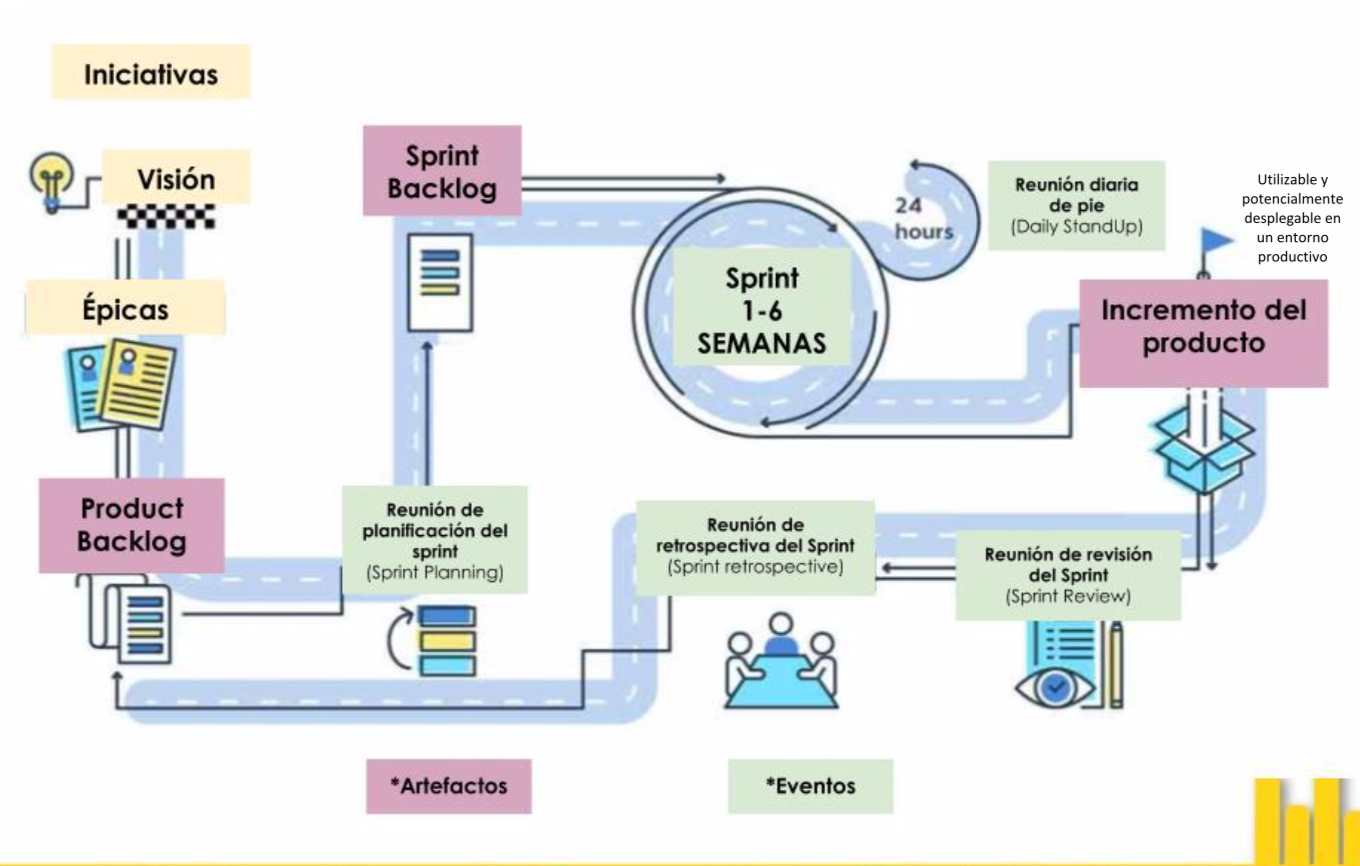 Iniciativas
Visión
Épicas
Product
Backlog
Reunión de
planificación del
sprint
(Sprint Planning)
Sprint
Backlog
Sprint
1-6
SEMANAS
24
hours
Reunión diaria
de pie
(Daily StandUp)
Utilizable y
potencialmente
desplegable en
un entorno
productivo
Incremento del
producto
Reunión de revisión
del Sprint
(Sprint Review)
Reunión de
retrospectiva del Sprint
(Sprint retrospective)
*Artefactos
*Eventos